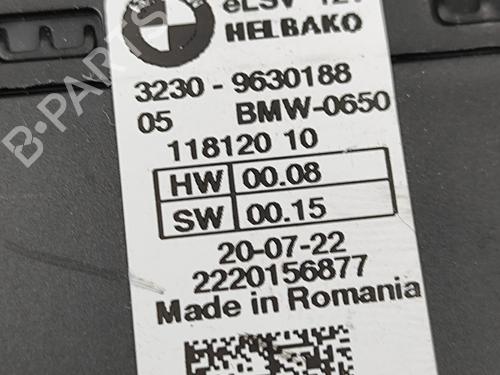 eLSV 12V
HELBAKO
3230 - 9630188
05 BMW-0650
118120 10
HW 00.08
SW 00.15
20-07-22
2220156877
Made in Romania
B-PARTS